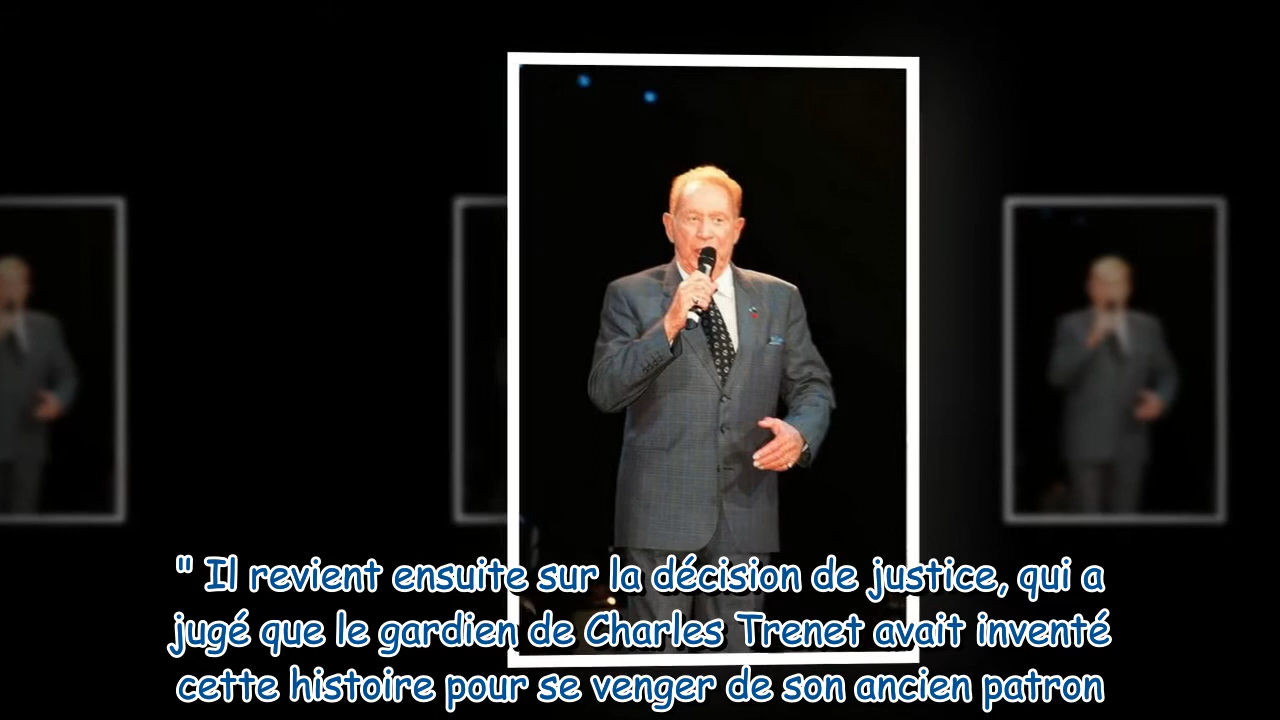 " Il revient ensuite sur la décision de justice, qui a
jugé que le gardien de Charles Trenet avait inventé
cette histoire pour se venger de son ancien patron